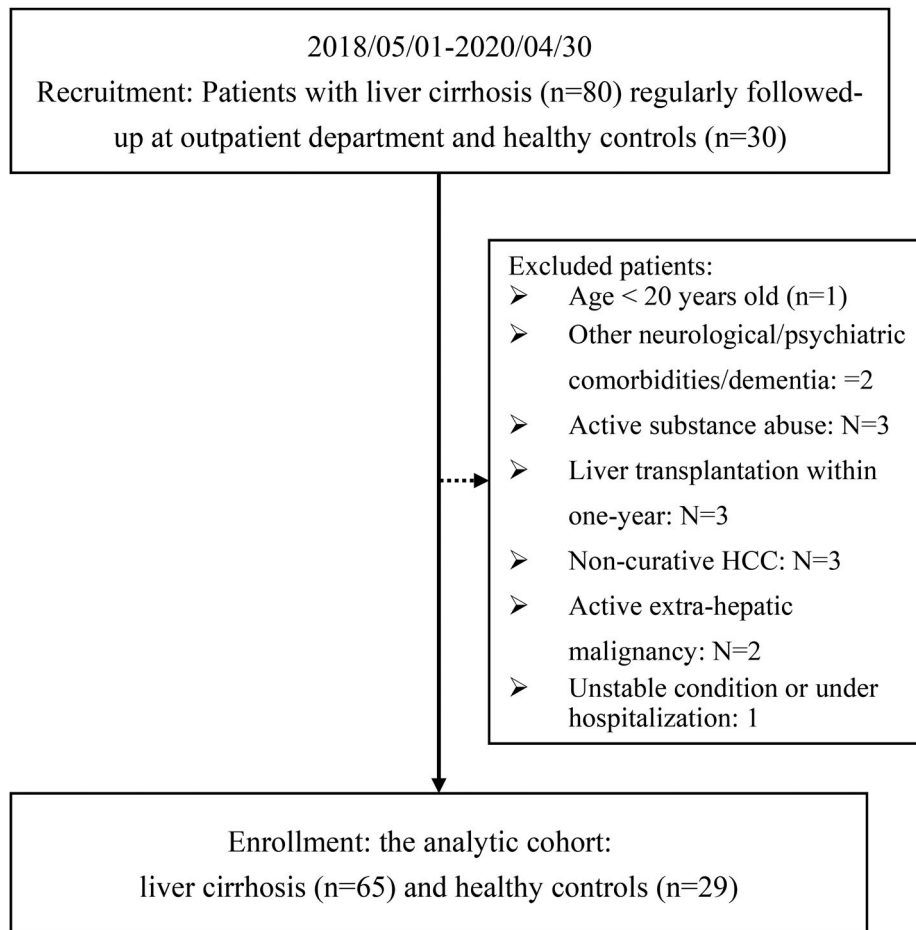 2018/05/01-2020/04/30
Recruitment: Patients with liver cirrhosis (n=80) regularly followed-
up at outpatient department and healthy controls (n=30)
Excluded patients:
➢ Age < 20 years old (n=1)
➢ Other neurological/psychiatric
comorbidities/dementia: =2
➢ Active substance abuse: N=3
➢ Liver transplantation within
one-year: N=3
➢ Non-curative HCC: N=3
➢ Active extra-hepatic
malignancy: N=2
➢ Unstable condition or under
hospitalization: 1
Enrollment: the analytic cohort:
liver cirrhosis (n=65) and healthy controls (n=29)